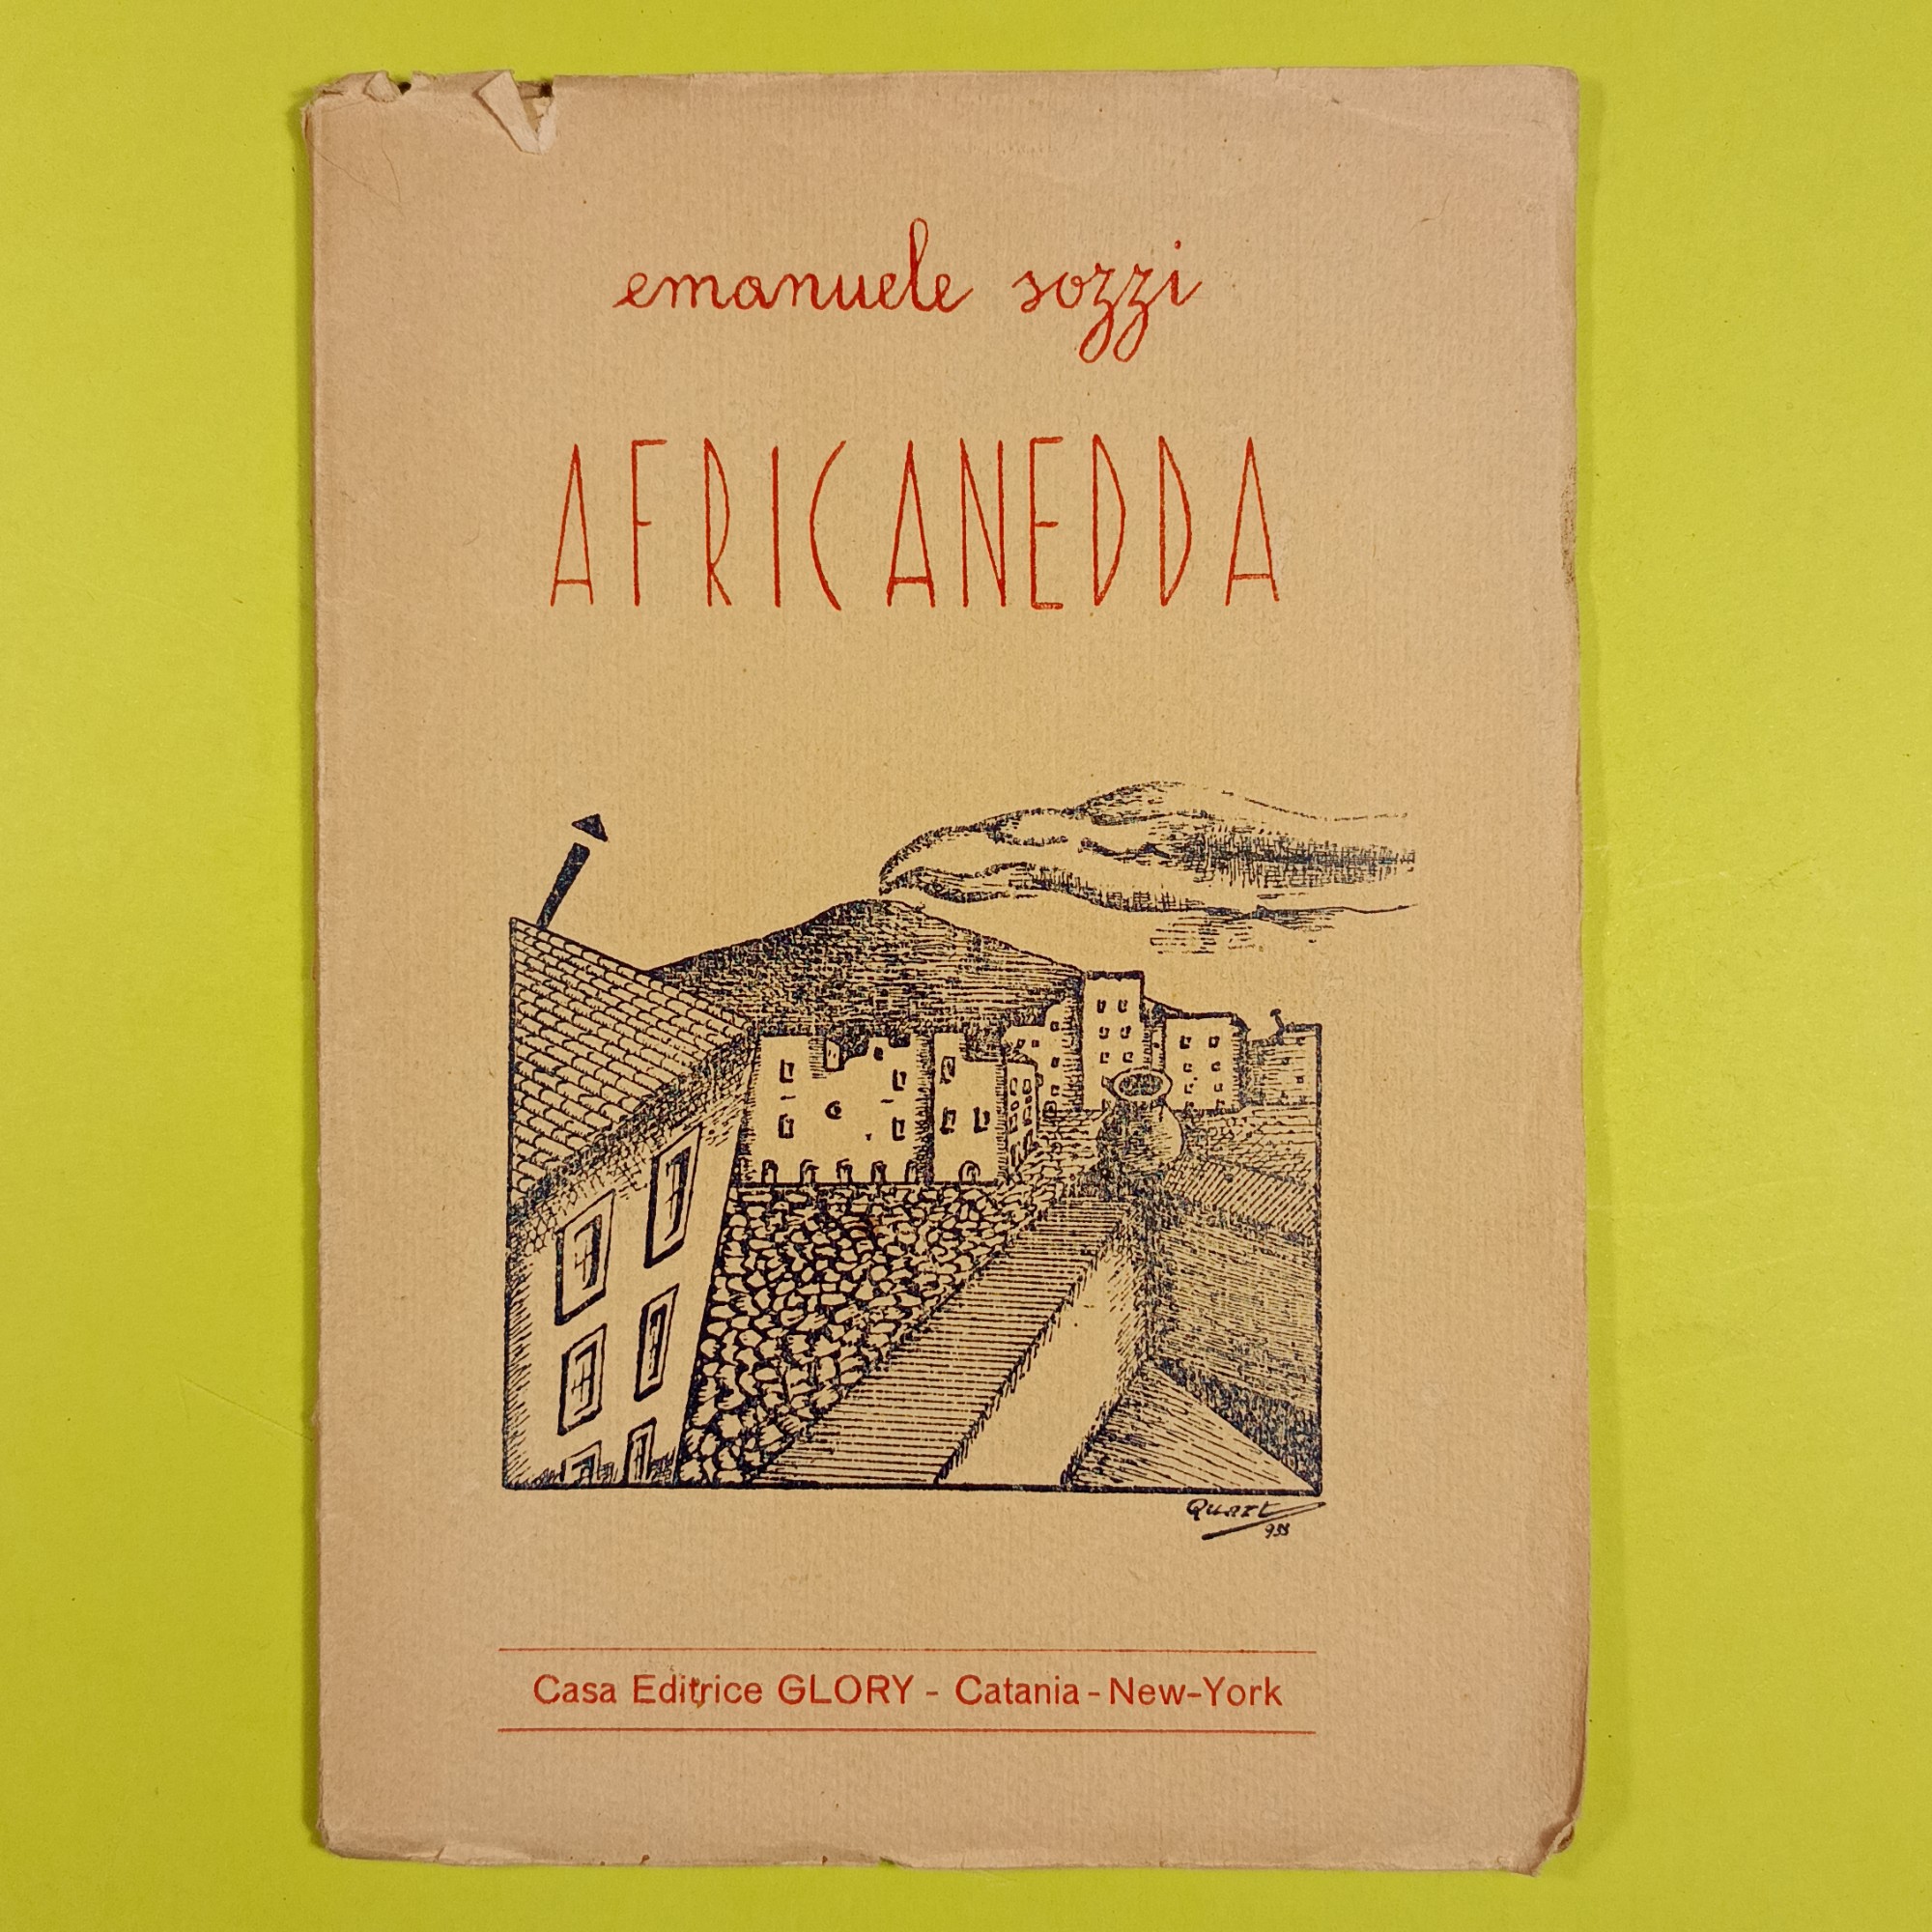 emanuele sozzi
AFRICANEDDA
Casa Editrice GLORY - Catania - New-York